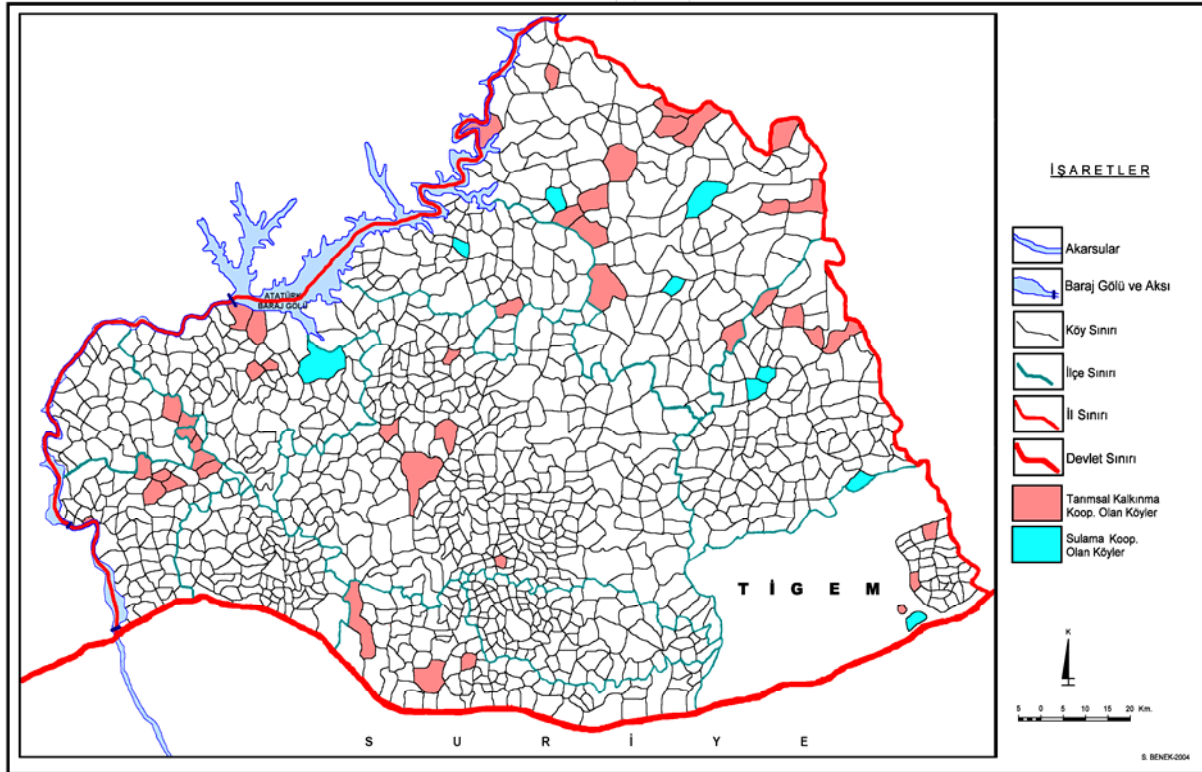 ATATÜRK
BARAJ GÖLÜ
T İ G E M
S U R İ Y E
İŞARETLER
Akarsular
Baraj Gölü ve Aksı
Köy Sınırı
İlçe Sınırı
İl Sınırı
Devlet Sınırı
Tarımsal Kalkınma
Koop. Olan Köyler
Sulama Koop.
Olan Köyler
K
5 0 5 10 15 20 Km.
S. BENEK-2004